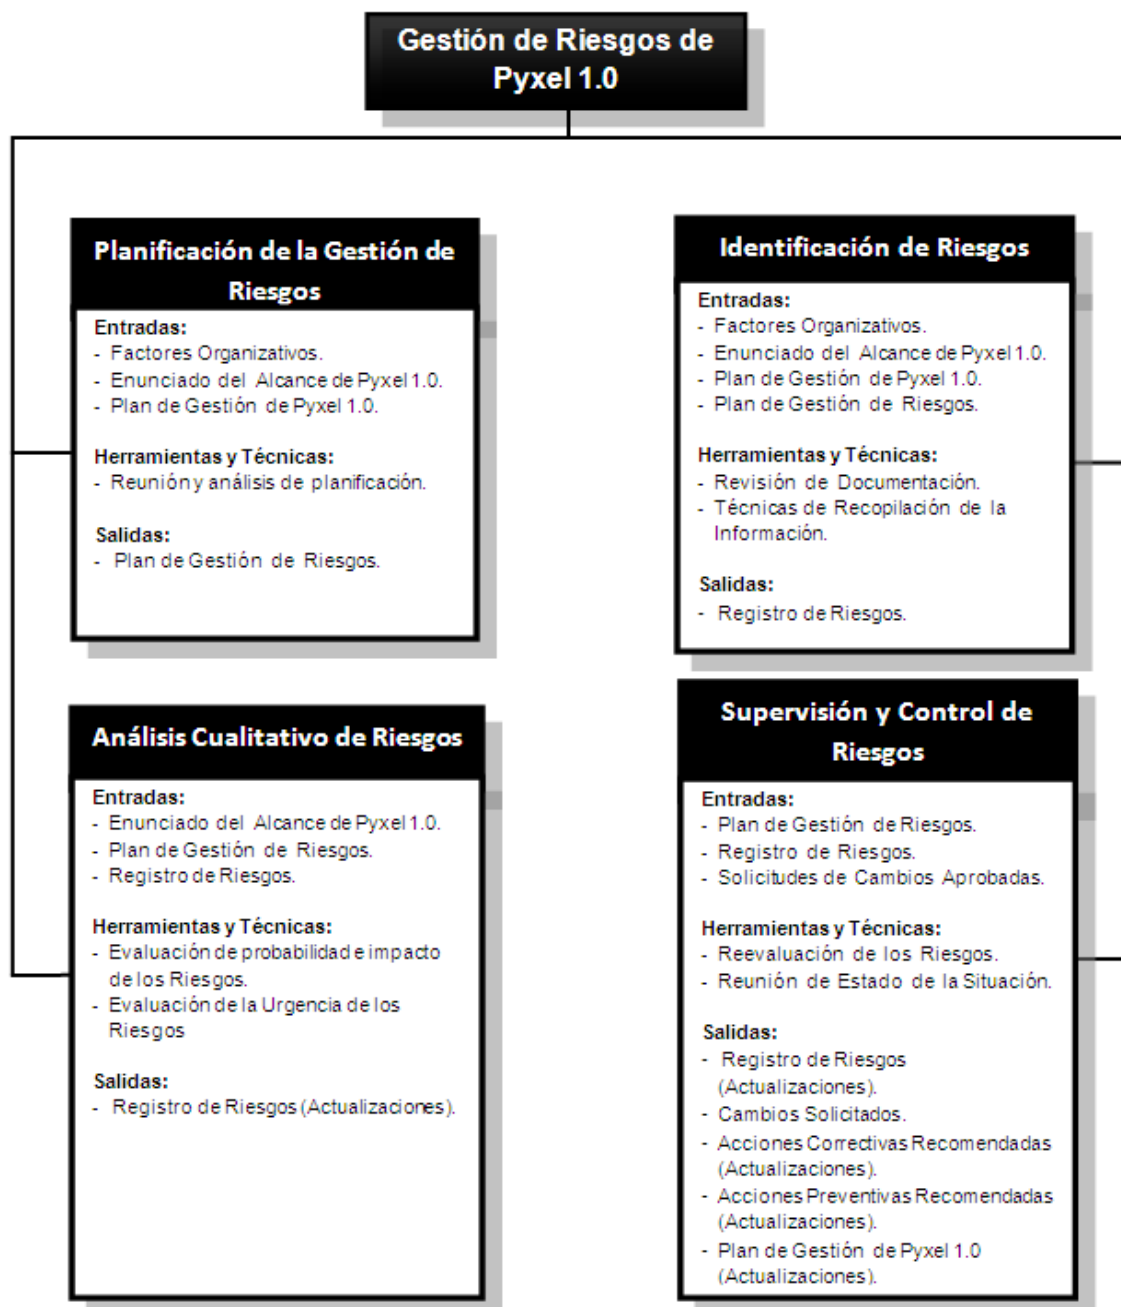 Gestión de Riesgos de
Pyxel 1.0
Planificación de la Gestión de
Riesgos
Entradas:
- Factores Organizativos.
- Enunciado del Alcance de Pyxel 1.0.
- Plan de Gestión de Pyxel 1.0.
Herramientas y Técnicas:
- Reunión y análisis de planificación.
Salidas:
- Plan de Gestión de Riesgos.
Identificación de Riesgos
Entradas:
- Factores Organizativos.
- Enunciado del Alcance de Pyxel 1.0.
- Plan de Gestión de Pyxel 1.0.
- Plan de Gestión de Riesgos.
Herramientas y Técnicas:
- Revisión de Documentación.
- Técnicas de Recopilación de la
Información.
Salidas:
- Registro de Riesgos.
Análisis Cualitativo de Riesgos
Entradas:
- Enunciado del Alcance de Pyxel 1.0.
- Plan de Gestión de Riesgos.
- Registro de Riesgos.
Herramientas y Técnicas:
- Evaluación de probabilidad e impacto
de los Riesgos.
- Evaluación de la Urgencia de los
Riesgos
Salidas:
- Registro de Riesgos (Actualizaciones).
Supervisión y Control de
Riesgos
Entradas:
- Plan de Gestión de Riesgos.
- Registro de Riesgos.
- Solicitudes de Cambios Aprobadas.
Herramientas y Técnicas:
- Reevaluación de los Riesgos.
- Reunión de Estado de la Situación.
Salidas:
- Registro de Riesgos
(Actualizaciones).
- Cambios Solicitados.
- Acciones Correctivas Recomendadas
(Actualizaciones).
- Acciones Preventivas Recomendadas
(Actualizaciones).
- Plan de Gestión de Pyxel 1.0
(Actualizaciones).